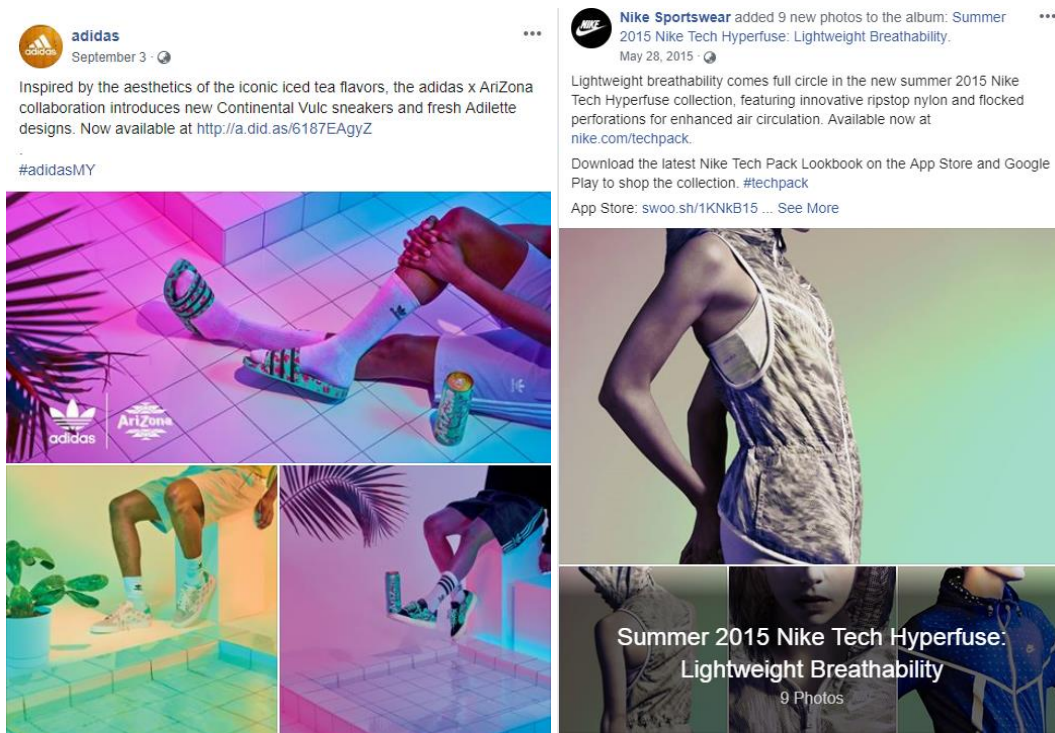 adidas
adidas
September 3 ·
Inspired by the aesthetics of the iconic iced tea flavors, the adidas x AriZona
collaboration introduces new Continental Vulc sneakers and fresh Adilette
designs. Now available at http://a.did.as/6187EAgyZ
.
#adidasMY
adidas
AriZona
NIKE
Nike Sportswear added 9 new photos to the album: Summer
2015 Nike Tech Hyperfuse: Lightweight Breathability.
May 28, 2015 ·
Lightweight breathability comes full circle in the new summer 2015 Nike
Tech Hyperfuse collection, featuring innovative ripstop nylon and flocked
perforations for enhanced air circulation. Available now at
nike.com/techpack.
Download the latest Nike Tech Pack Lookbook on the App Store and Google
Play to shop the collection. #techpack
App Store: swoo.sh/1KNkB15 ... See More
Summer 2015 Nike Tech Hyperfuse:
Lightweight Breathability
9 Photos